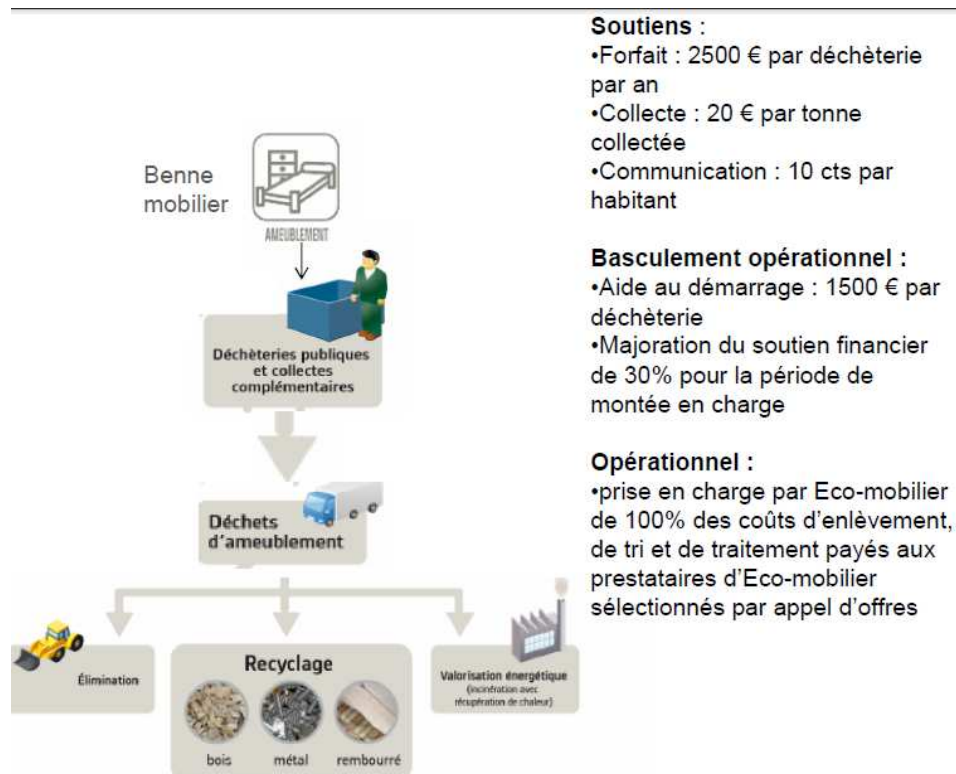 Benne
mobilier
AMEUBLEMENT
Déchèteries publiques
et collectes
complémentaires
Déchets
d'ameublement
Élimination
Recyclage
bois métal rembourré
Valorisation énergétique
(incinération avec
récupération de chaleur)
Soutiens :
•Forfait : 2500 € par déchèterie
par an
•Collecte : 20 € par tonne
collectée
•Communication : 10 cts par
habitant
Basculement opérationnel :
•Aide au démarrage : 1500 € par
déchèterie
•Majoration du soutien financier
de 30% pour la période de
montée en charge
Opérationnel :
•prise en charge par Eco-mobilier
de 100% des coûts d'enlèvement,
de tri et de traitement payés aux
prestataires d'Eco-mobilier
sélectionnés par appel d'offres